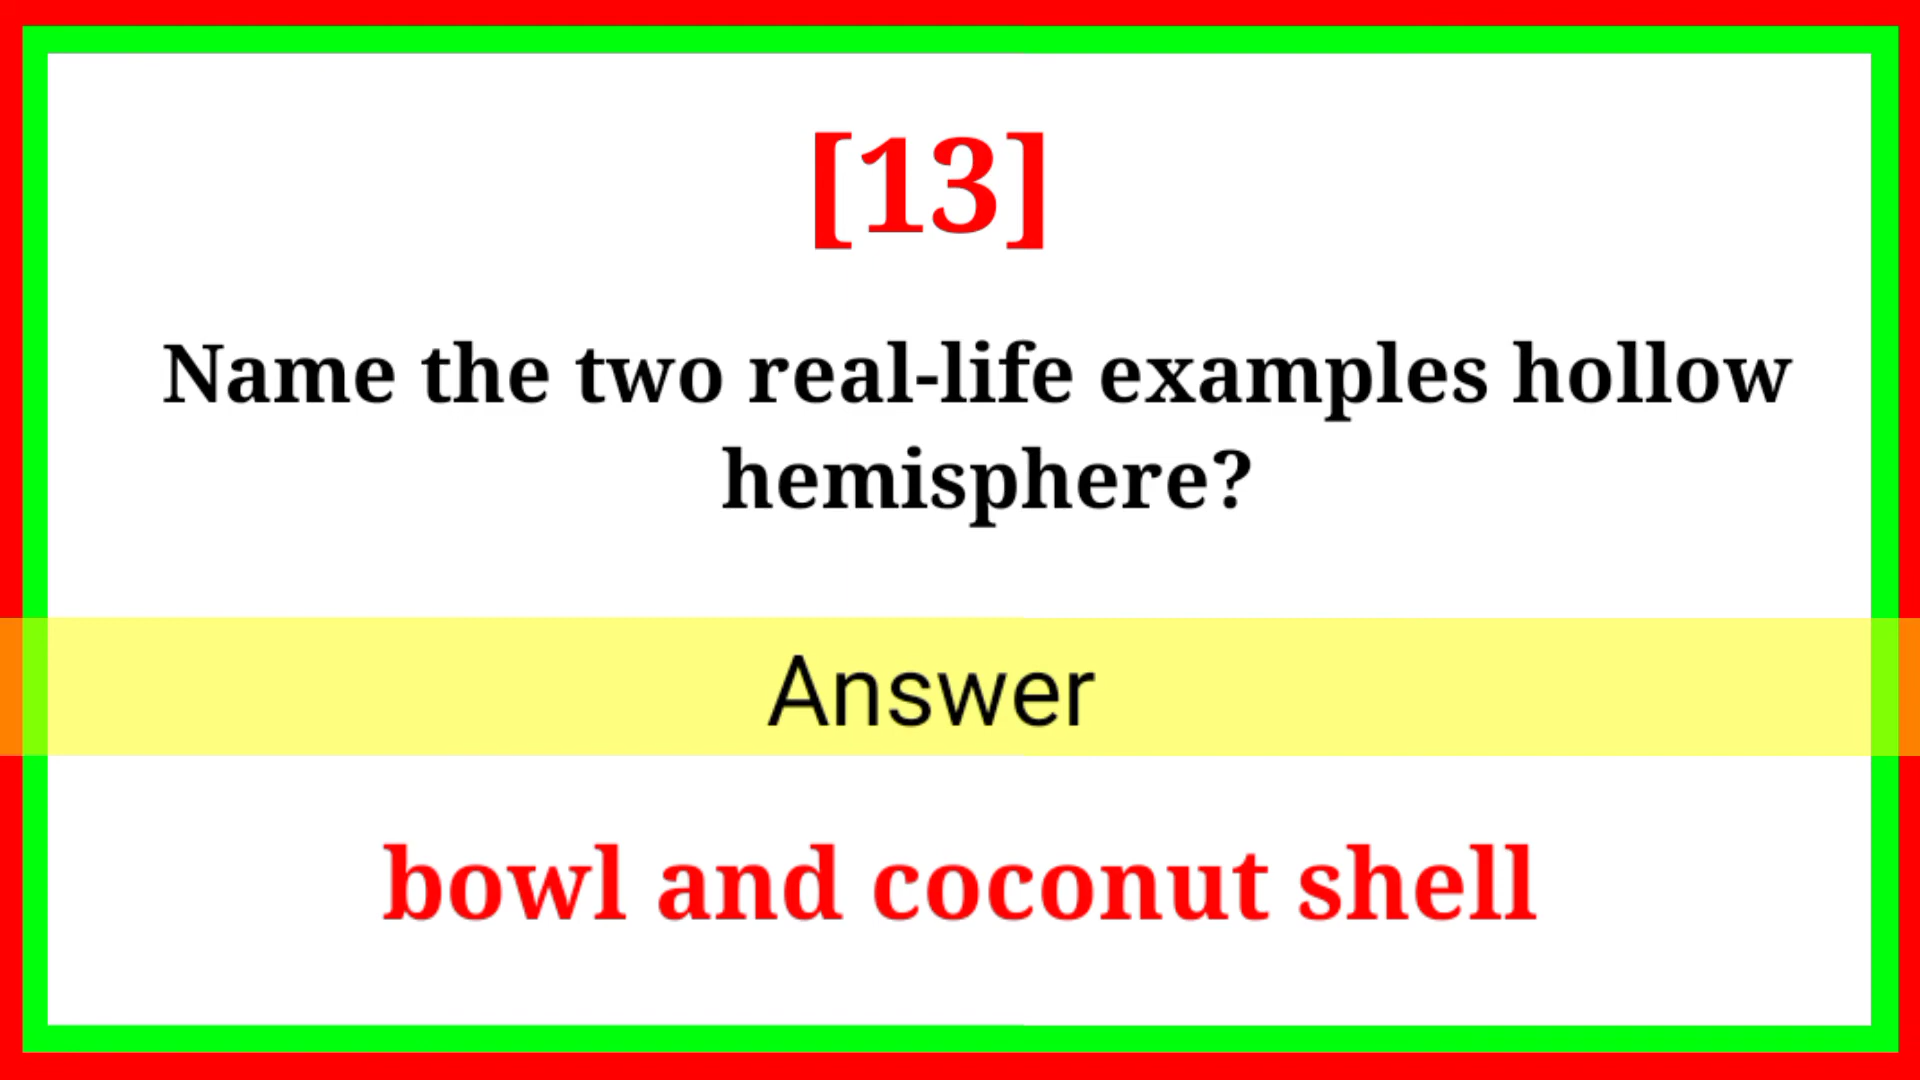 [13]
Name the two real-life examples hollow
hemisphere?
Answer
bowl and coconut shell